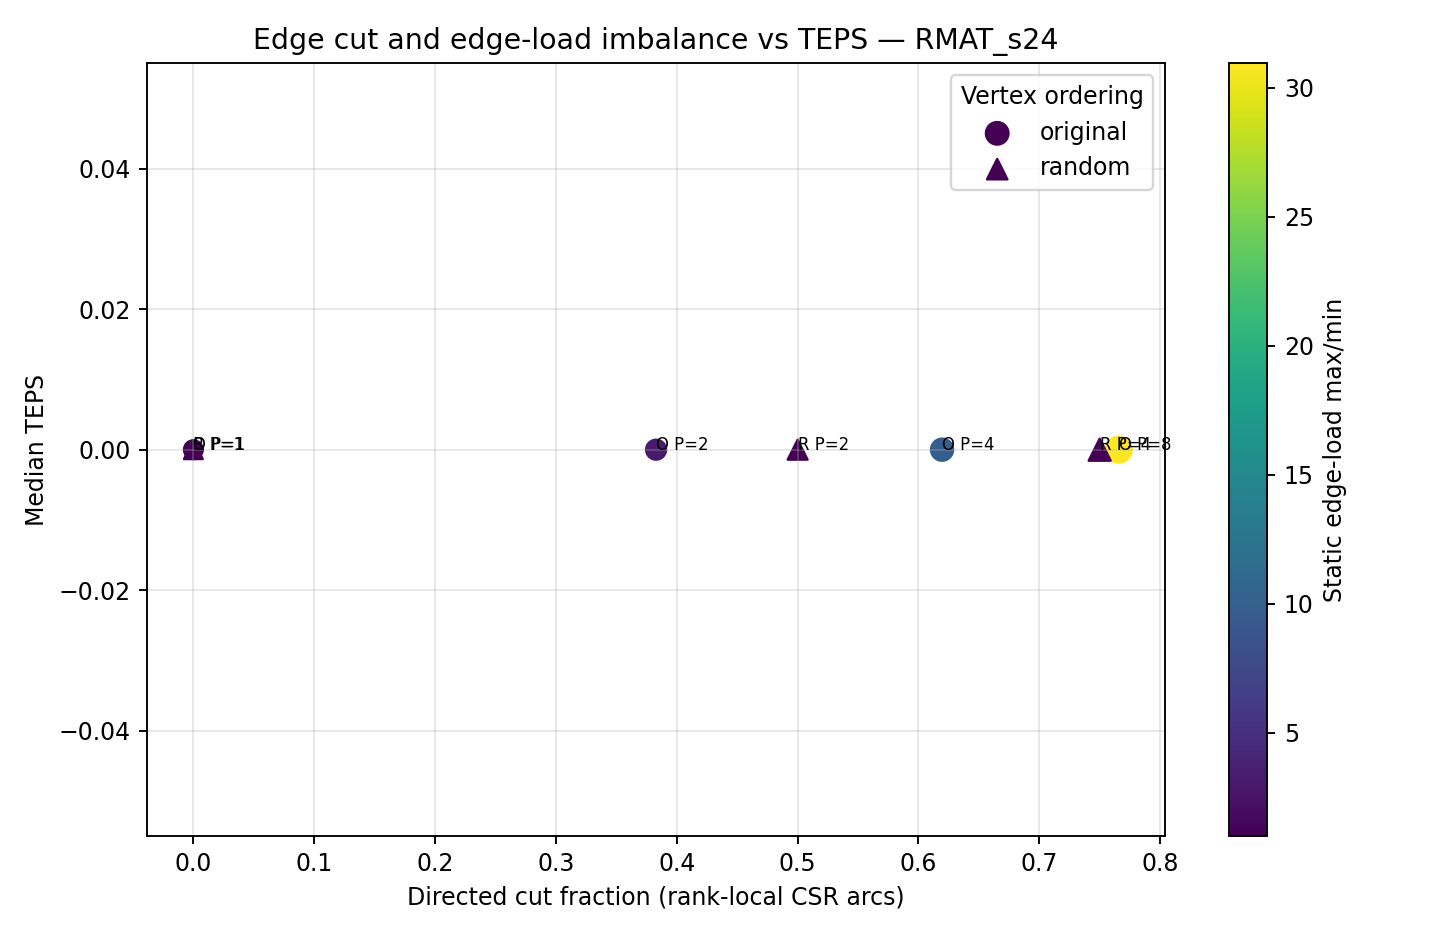 Edge cut and edge-load imbalance vs TEPS — RMAT_s24
Vertex ordering
original
random
0.04
0.02
0.00
−0.02
−0.04
Median TEPS
P=1
O P=2
R P=2
O P=4
R P=4
O P=8
0.0 0.1 0.2 0.3 0.4 0.5 0.6 0.7 0.8
Directed cut fraction (rank-local CSR arcs)
30
25
20
15
10
5
Static edge-load max/min